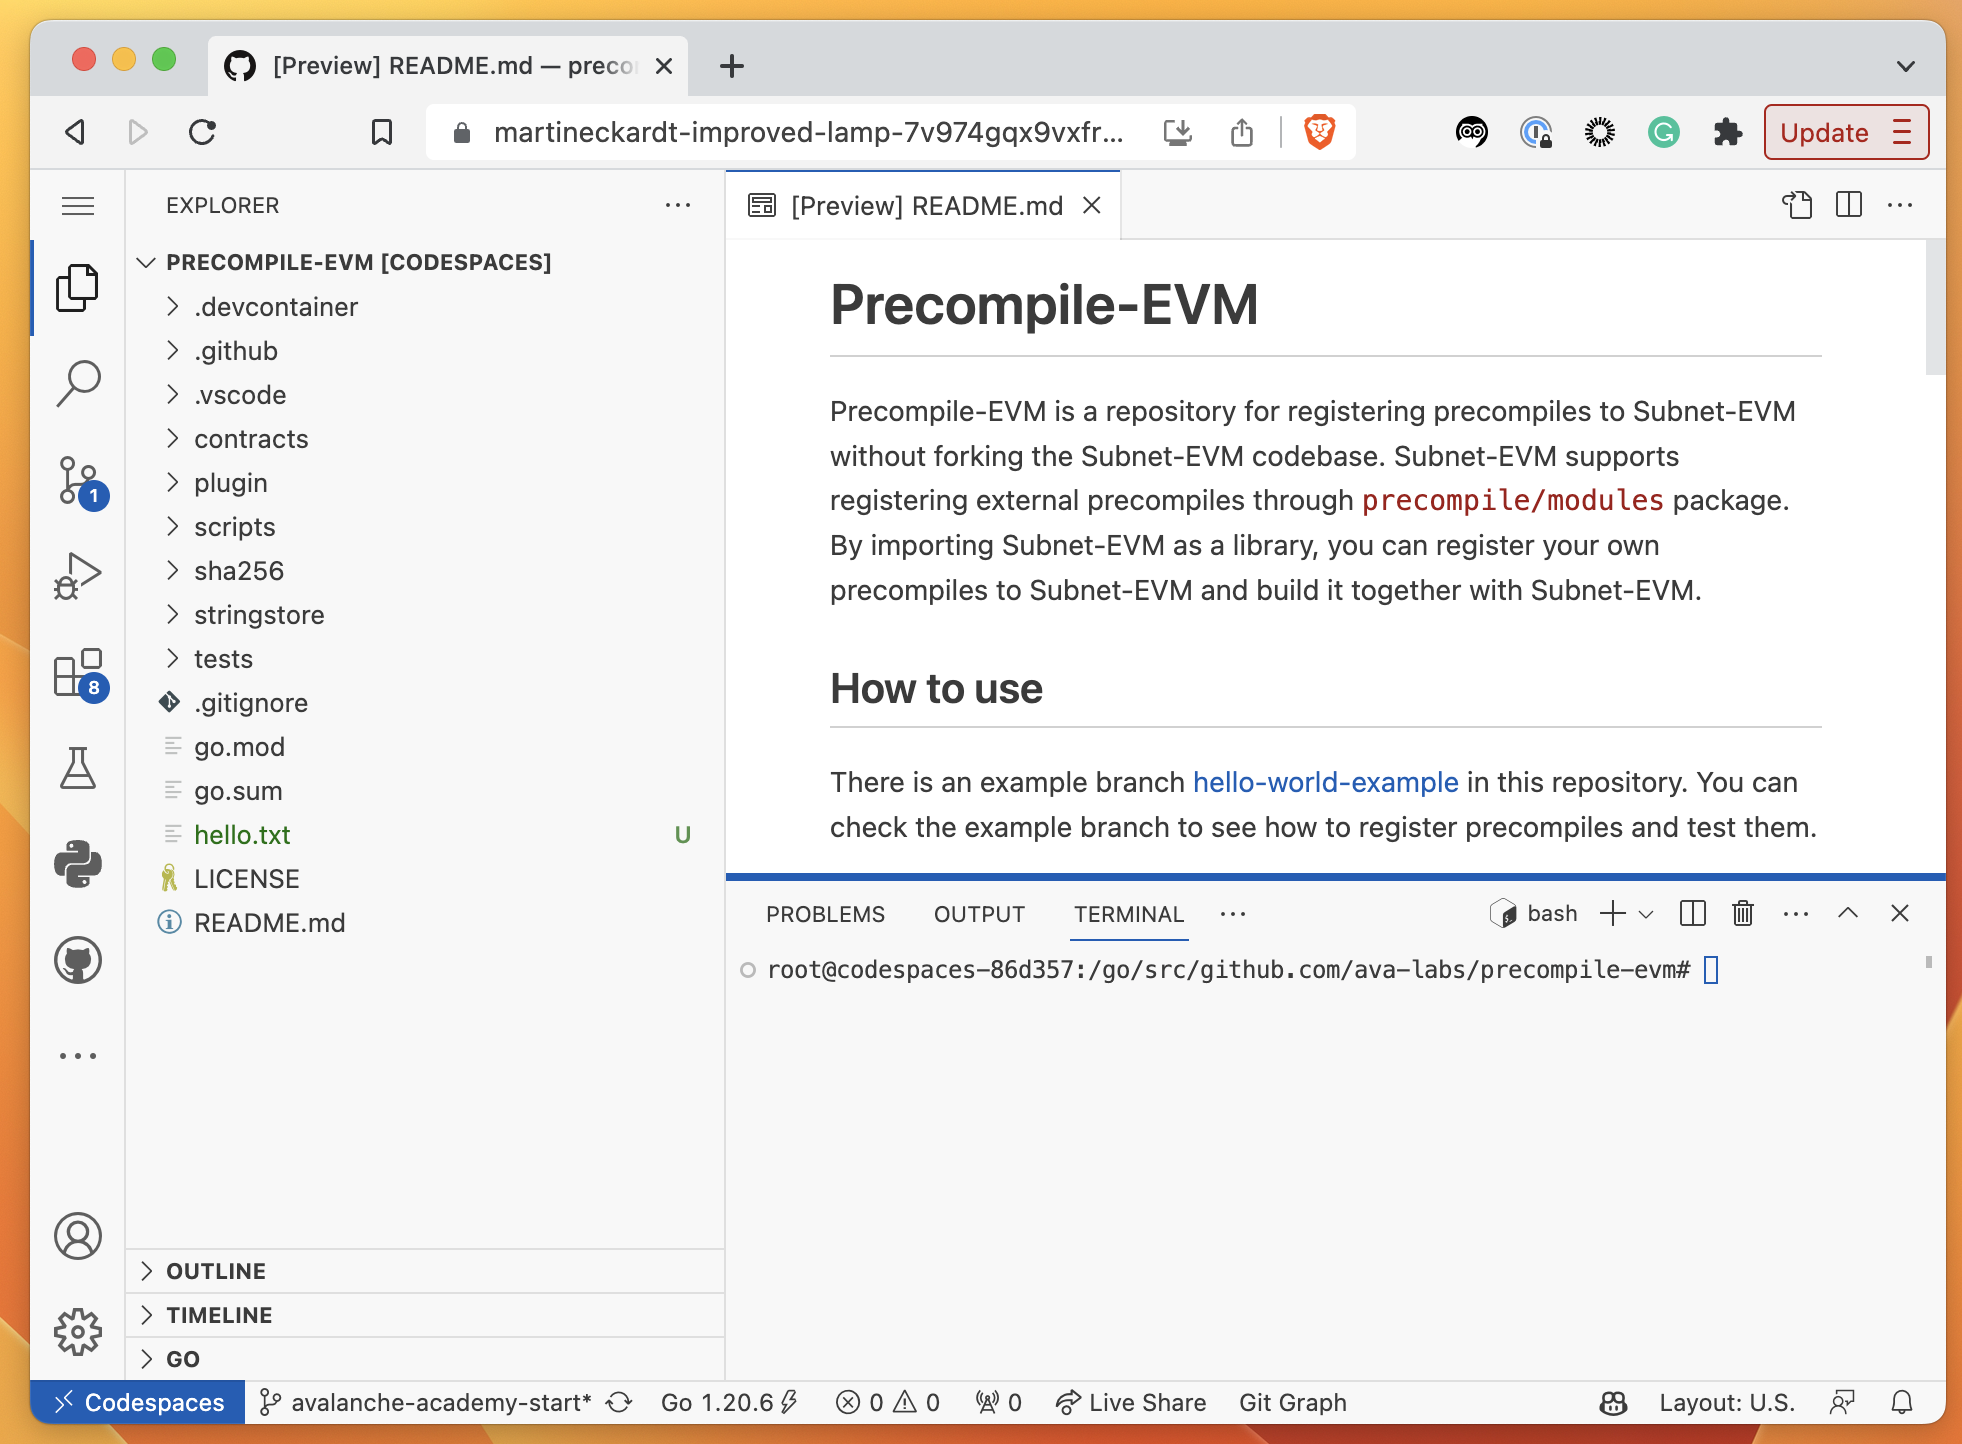 [Preview] README.md — preco
martineckardt-improved-lamp-7v974gqx9vxfr...
Update
EXPLORER
PRECOMPILE-EVM [CODESPACES]
.devcontainer
.github
.vscode
contracts
plugin
scripts
sha256
stringstore
tests
.gitignore
go.mod
go.sum
hello.txt U
LICENSE
README.md
1
8
OUTLINE
TIMELINE
GO
[Preview] README.md
Precompile-EVM
Precompile-EVM is a repository for registering precompiles to Subnet-EVM
without forking the Subnet-EVM codebase. Subnet-EVM supports
registering external precompiles through precompile/modules package.
By importing Subnet-EVM as a library, you can register your own
precompiles to Subnet-EVM and build it together with Subnet-EVM.
How to use
There is an example branch hello-world-example in this repository. You can
check the example branch to see how to register precompiles and test them.
PROBLEMS OUTPUT TERMINAL bash
root@codespaces-86d357:/go/src/github.com/ava-labs/precompile-evm#
Codespaces avalanche-academy-start* Go 1.20.6 0 0 0 Live Share Git Graph Layout: U.S.